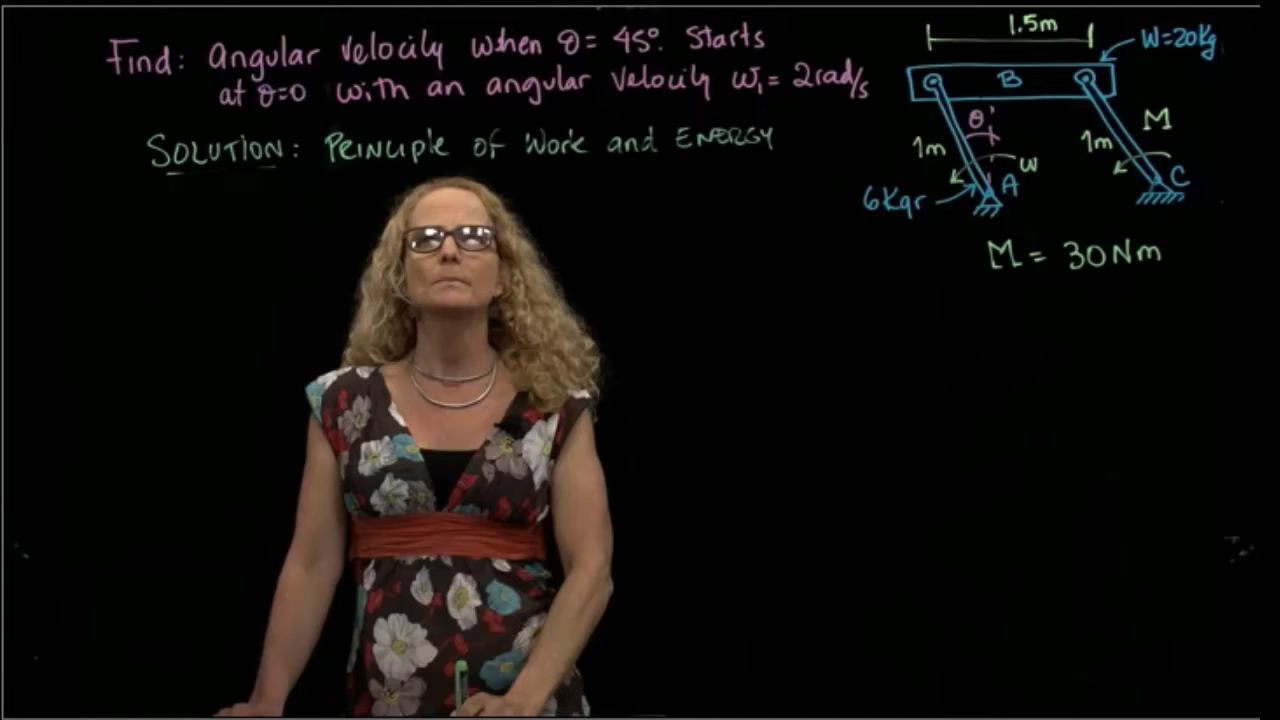 Find: Angular velocity when θ = 45°. Starts
at θ=0 with an angular velocity ω₁ = 2rad/s
SOLUTION: PRINCIPLE OF Work and ENERGY
1.5m
W=20Kg
B
θ
M
1m
1m
ω
6Kgr
A
C
M = 30Nm